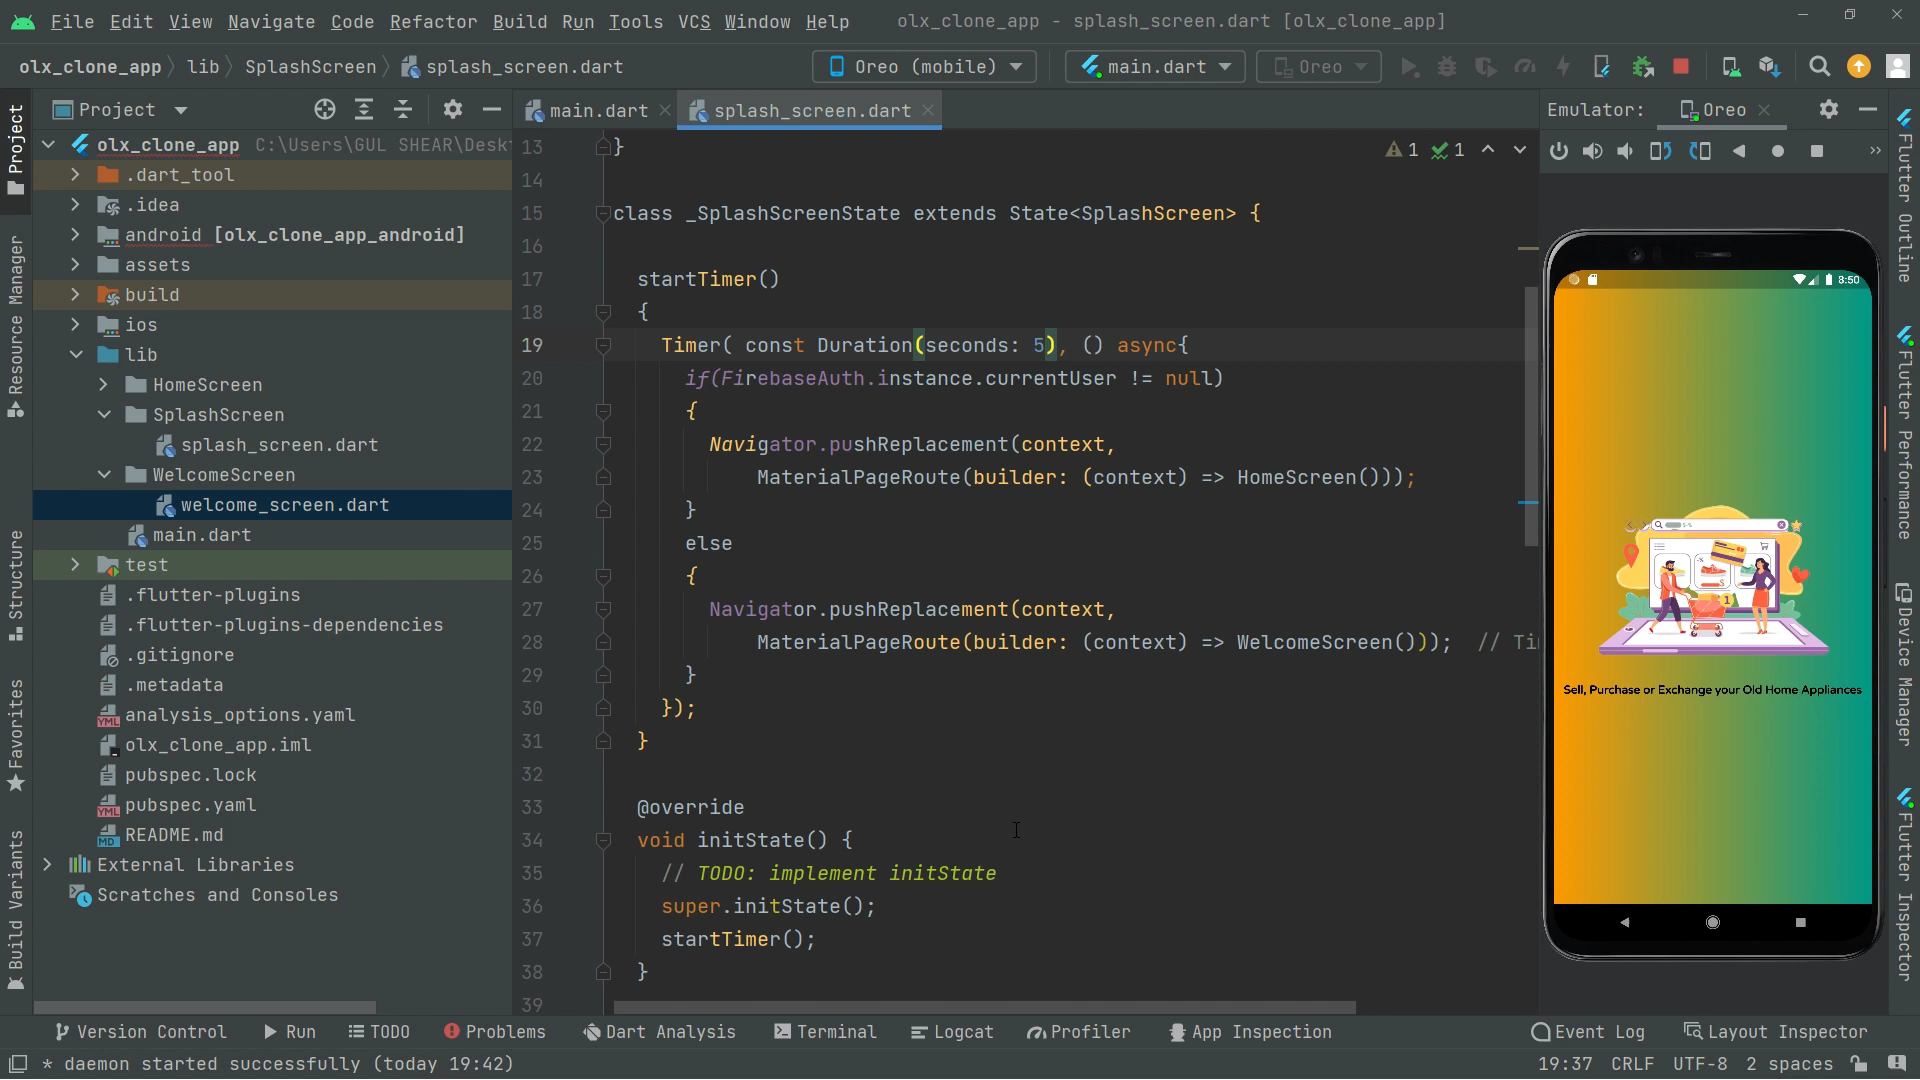 File Edit View Navigate Code Refactor Build Run Tools VCS Window Help olx_clone_app - splash_screen.dart [olx_clone_app]
olx_clone_app lib SplashScreen splash_screen.dart Oreo (mobile) main.dart Oreo
Project
main.dart splash_screen.dart
Emulator: Oreo
olx_clone_app C:\Users\GUL SHEAR\Deskt
.dart_tool
.idea
android [olx_clone_app_android]
assets
build
ios
lib
HomeScreen
SplashScreen
splash_screen.dart
WelcomeScreen
welcome_screen.dart
main.dart
test
.flutter-plugins
.flutter-plugins-dependencies
.gitignore
.metadata
analysis_options.yaml
olx_clone_app.iml
pubspec.lock
pubspec.yaml
README.md
External Libraries
Scratches and Consoles
Project
Resource Manager
Structure
Favorites
Build Variants
1 1
13 }
14
15 class _SplashScreenState extends State<SplashScreen> {
16
17 startTimer()
18 {
19 Timer( const Duration(seconds: 5), () async{
20 if(FirebaseAuth.instance.currentUser != null)
21 {
22 Navigator.pushReplacement(context,
23 MaterialPageRoute(builder: (context) => HomeScreen()));
24 }
25 else
26 {
27 Navigator.pushReplacement(context,
28 MaterialPageRoute(builder: (context) => WelcomeScreen())); // Ti
29 }
30 });
31 }
32
33 @override
34 void initState() {
35 // TODO: implement initState
36 super.initState();
37 startTimer();
38 }
39
8:50
Sell, Purchase or Exchange your Old Home Appliances
Flutter Outline
Flutter Performance
Device Manager
Flutter Inspector
Version Control Run TODO Problems Dart Analysis Terminal Logcat Profiler App Inspection Event Log Layout Inspector
* daemon started successfully (today 19:42) 19:37 CRLF UTF-8 2 spaces